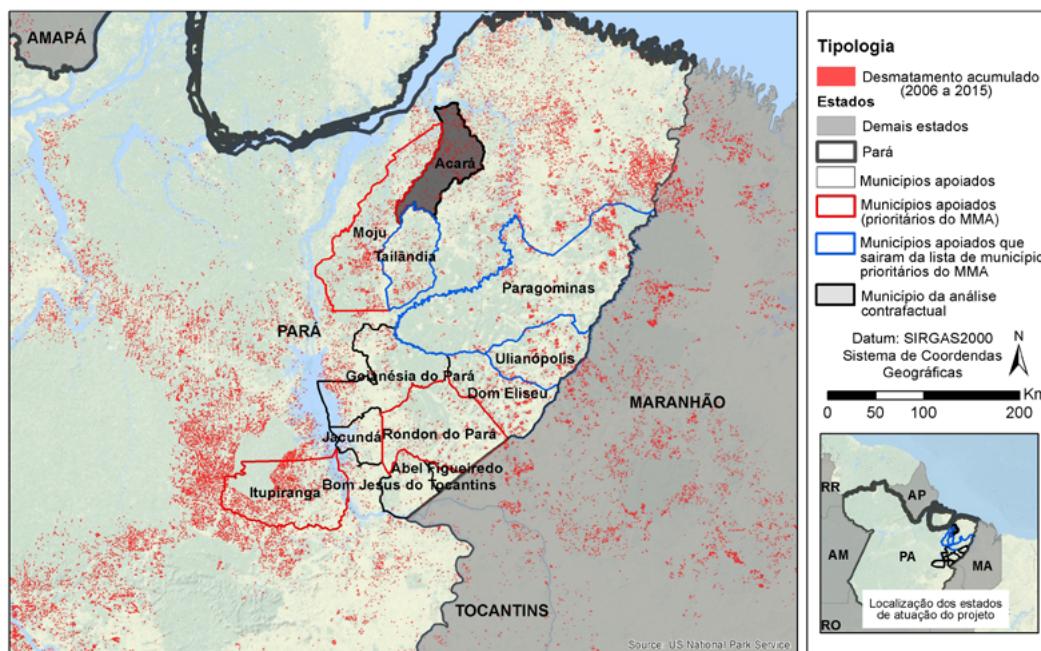 AMAPÁ
Acará
Moju
Tailândia
Paragominas
PARÁ
Ulianópolis
Goianésia do Pará
Dom Eliseu
MARANHÃO
Jacundá
Rondon do Pará
Abel Figueiredo
Bom Jesus do Tocantins
Itupiranga
TOCANTINS
Source: US National Park Service
Tipologia
Desmatamento acumulado
(2006 a 2015)
Estados
Demais estados
Pará
Municípios apoiados
Municípios apoiados
(prioritários do MMA)
Municípios apoiados que
sairam da lista de município
prioritários do MMA
Município da análise
contrafactual
Datum: SIRGAS2000
Sistema de Coordendas
Geográficas
N
Km
0 50 100 200
RR
AP
AM
PA
MA
RO
Localização dos estados
de atuação do projeto